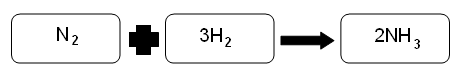 N₂ + 3H₂ → 2NH₃